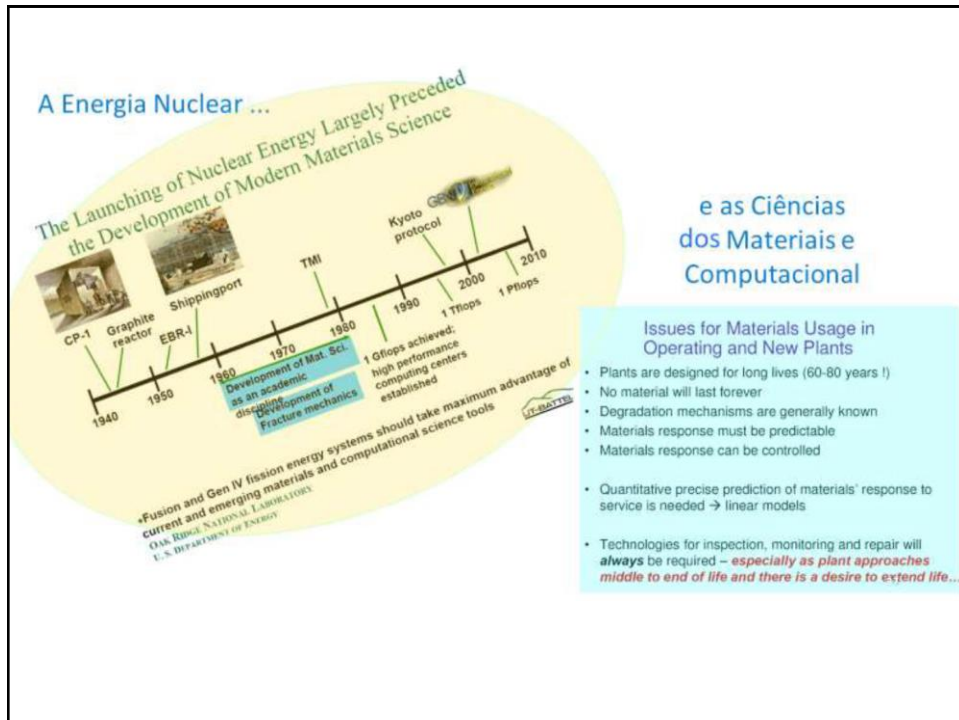 A Energia Nuclear ...
The Launching of Nuclear Energy Largely Preceded
the Development of Modern Materials Science
CP-1
Graphite
reactor
EBR-I
Shippingport
TMI
Kyoto
protocol
GEN
1940
1950
1960
1970
1980
1990
2000
2010
Development of Mat. Sci.
as an academic
discipline
Development of
Fracture mechanics
1 Gflops achieved;
high performance
computing centers
established
1 Tflops
1 Pflops
•Fusion and Gen IV fission energy systems should take maximum advantage of
current and emerging materials and computational science tools
OAK RIDGE NATIONAL LABORATORY
U.S. DEPARTMENT OF ENERGY
UT-BATTEL
e as Ciências
dos Materiais e
Computacional
Issues for Materials Usage in
Operating and New Plants
• Plants are designed for long lives (60-80 years !)
• No material will last forever
• Degradation mechanisms are generally known
• Materials response must be predictable
• Materials response can be controlled
• Quantitative precise prediction of materials' response to
service is needed → linear models
• Technologies for inspection, monitoring and repair will
always be required – especially as plant approaches
middle to end of life and there is a desire to extend life...